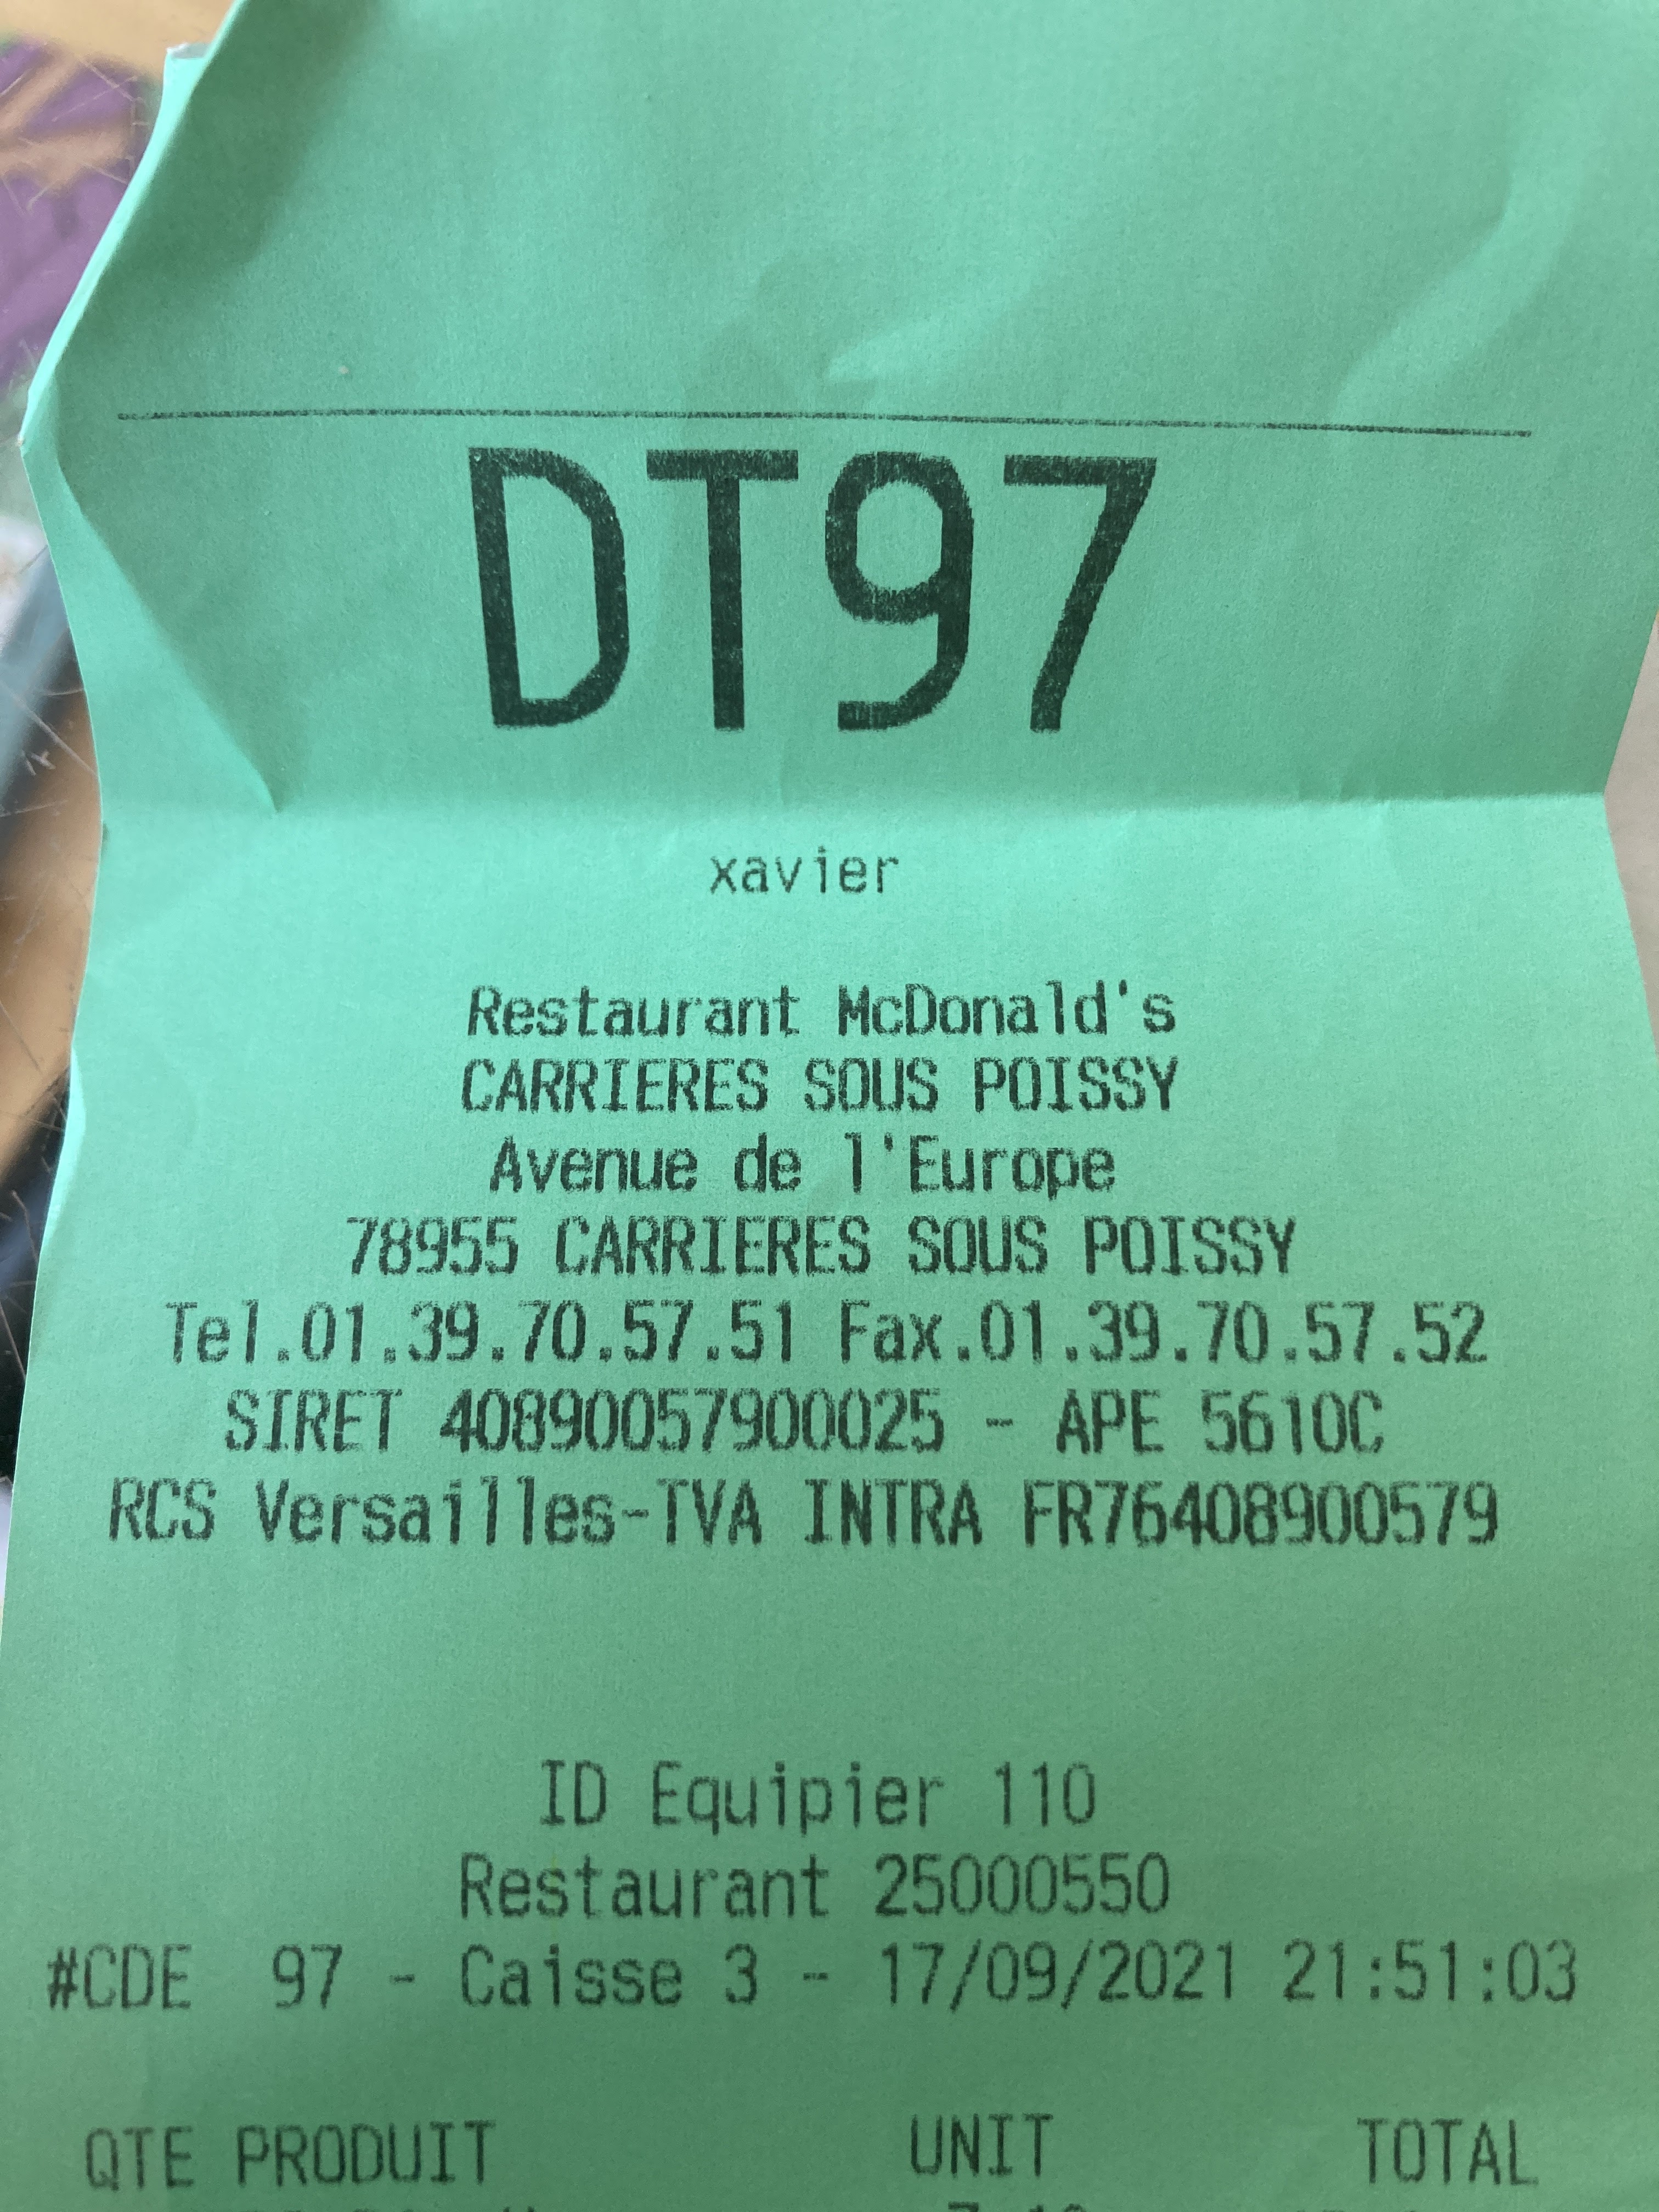 DT97
xavier
Restaurant McDonald's
CARRIERES SOUS POISSY
Avenue de l'Europe
78955 CARRIERES SOUS POISSY
Tel.01.39.70.57.51 Fax.01.39.70.57.52
SIRET 40890057900025 - APE 5610C
RCS Versailles-TVA INTRA FR76408900579
ID Equipier 110
Restaurant 25000550
#CDE 97 - Caisse 3 - 17/09/2021 21:51:03
QTE PRODUIT UNIT TOTAL